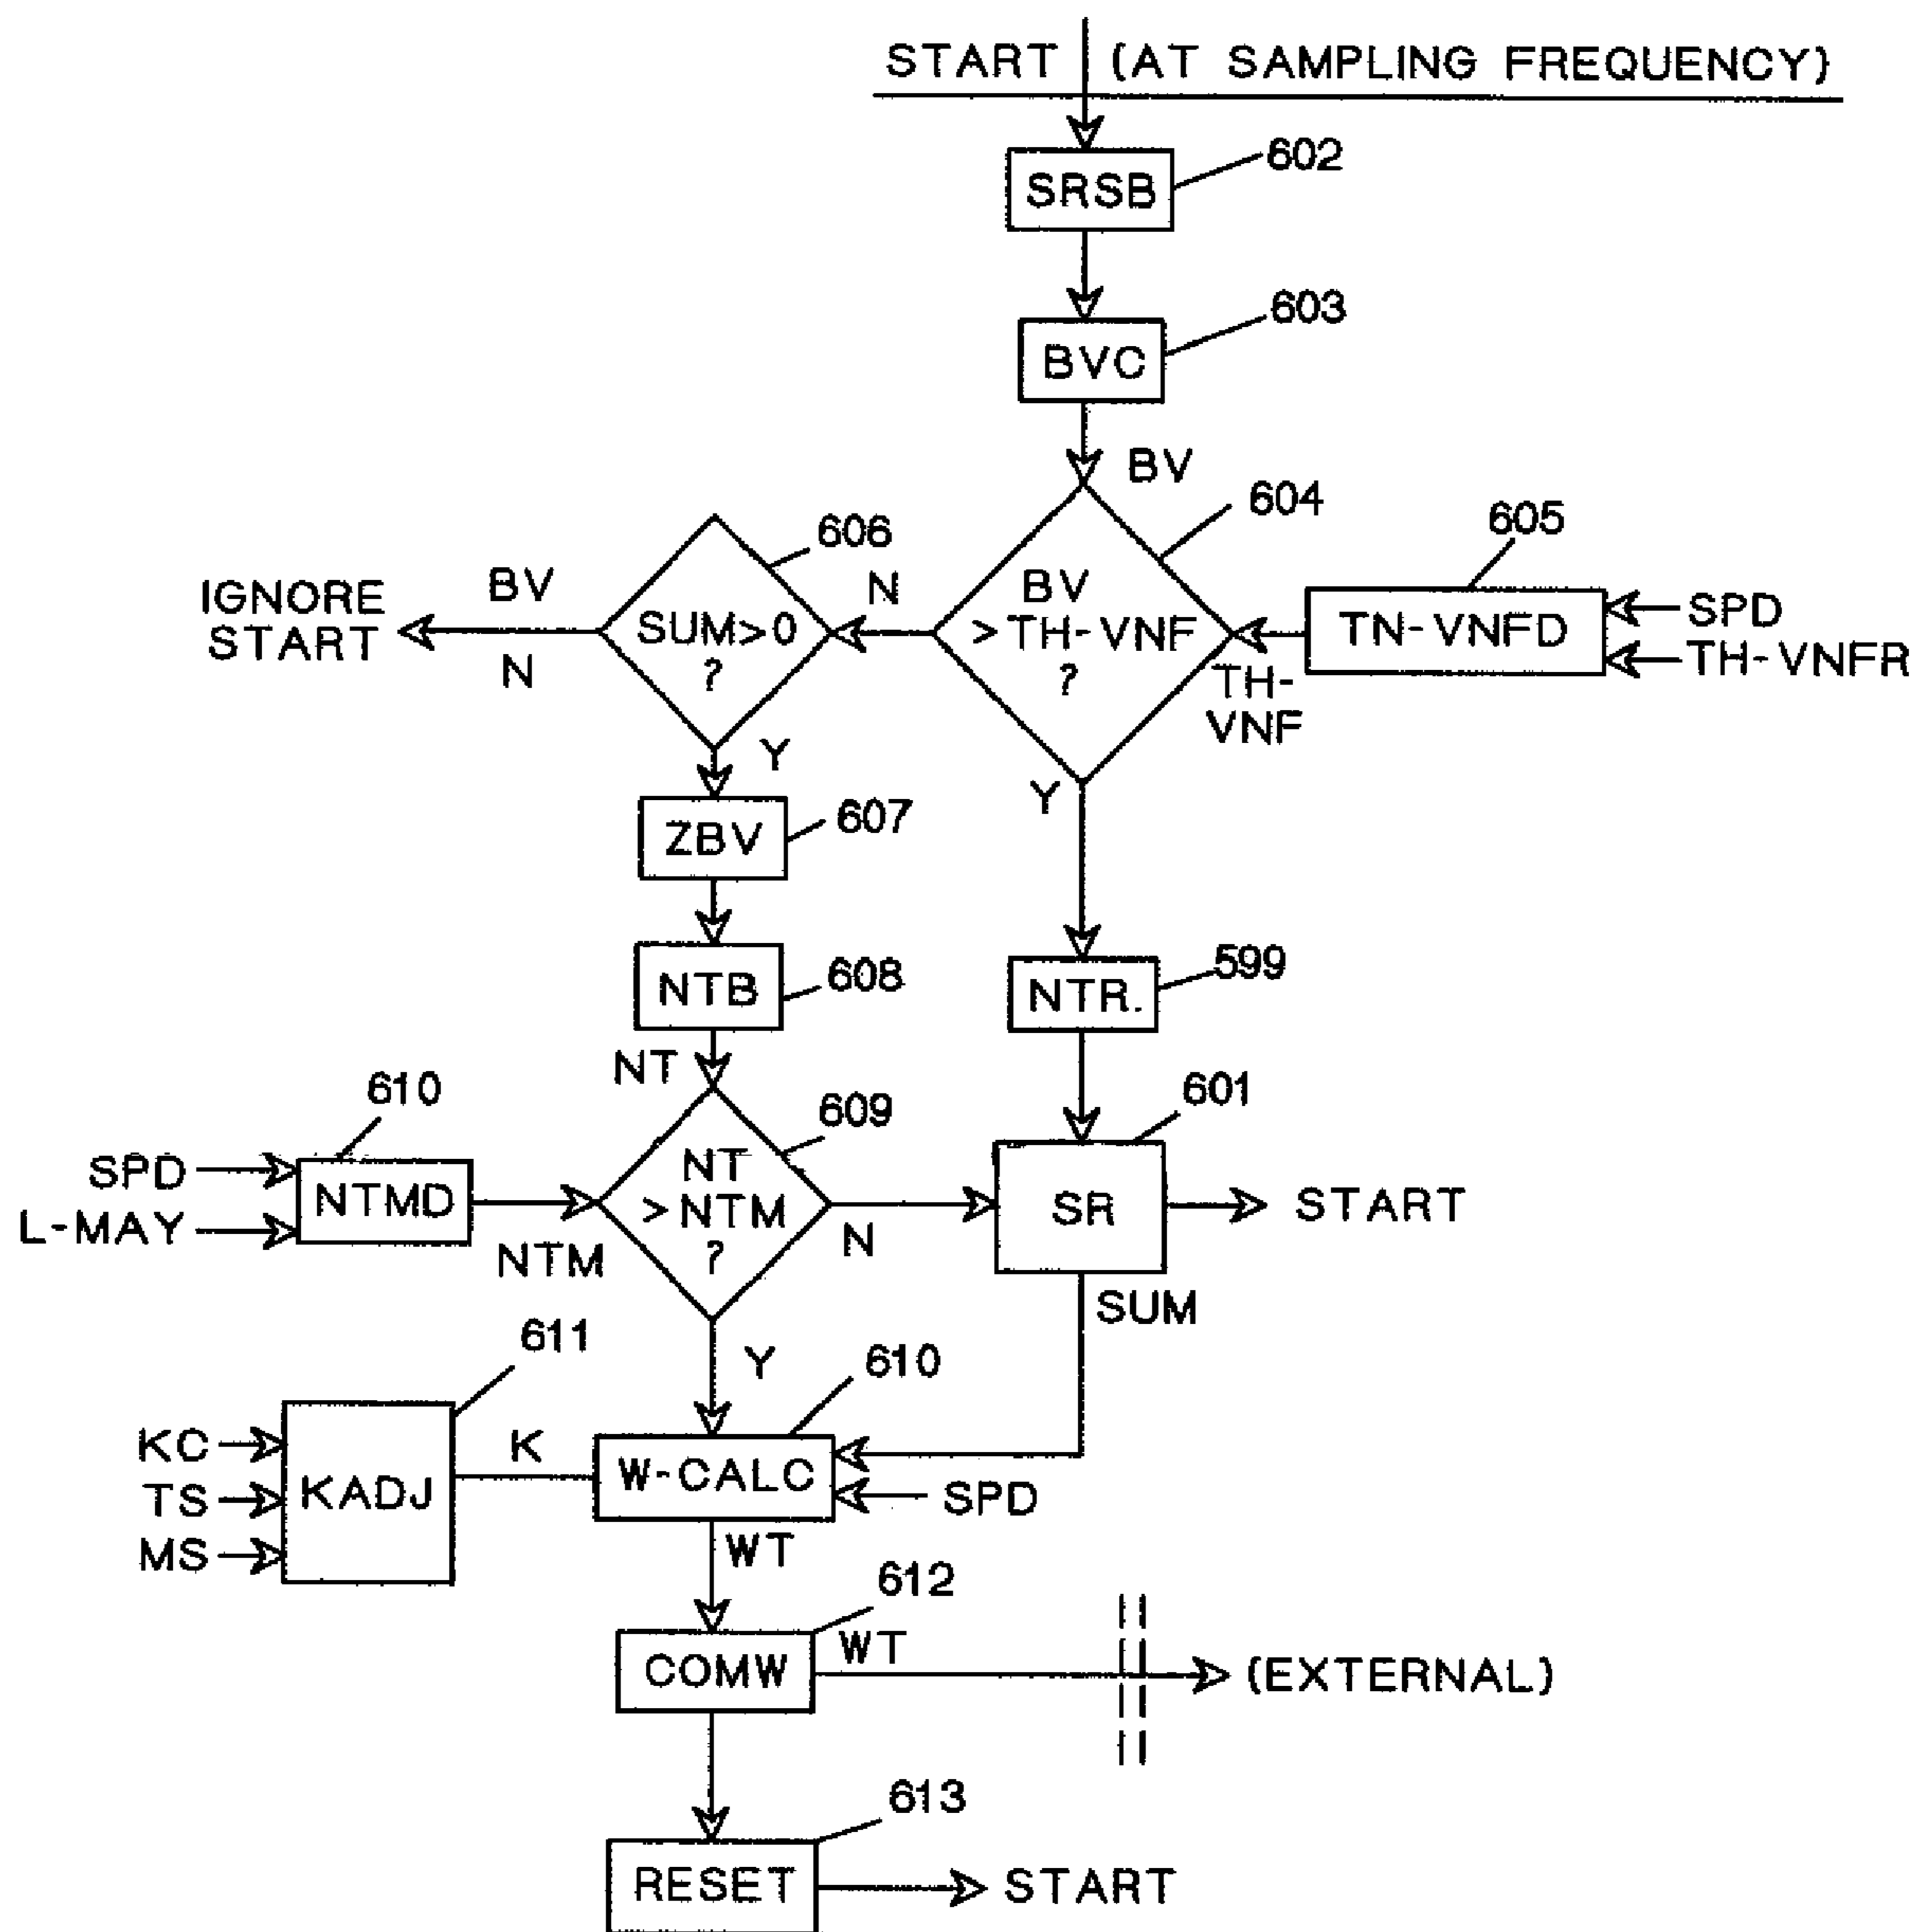 START (AT SAMPLING FREQUENCY)
602
SRSB
603
BVC
BV
604
605
606
BV
>TH-VNF
?
TN-VNFD
SPD
TH-VNFR
TH-
VNF
N
SUM>0
?
BV
N
IGNORE
START
Y
Y
ZBV
607
NTB
608
NTR.
599
NT
610
609
601
SPD
L-MAY
NTMD
NTM
NT
>NTM
?
N
SR
START
SUM
611
Y
610
KC
TS
MS
KADJ
K
W-CALC
SPD
WT
612
COMW
WT
(EXTERNAL)
613
RESET
START